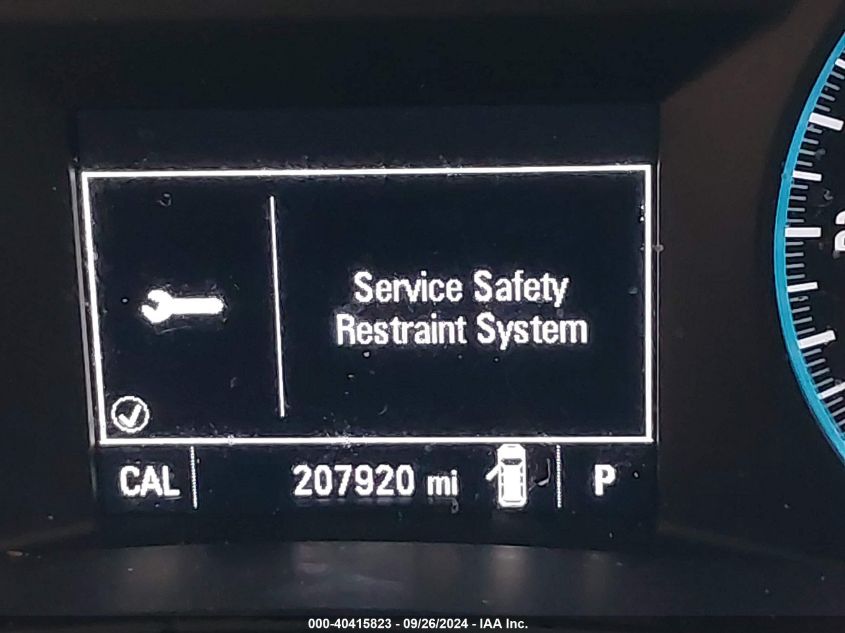 Service Safety
Restraint System
CAL 207920 mi P
000-40415823 - 09/26/2024 - IAA Inc.